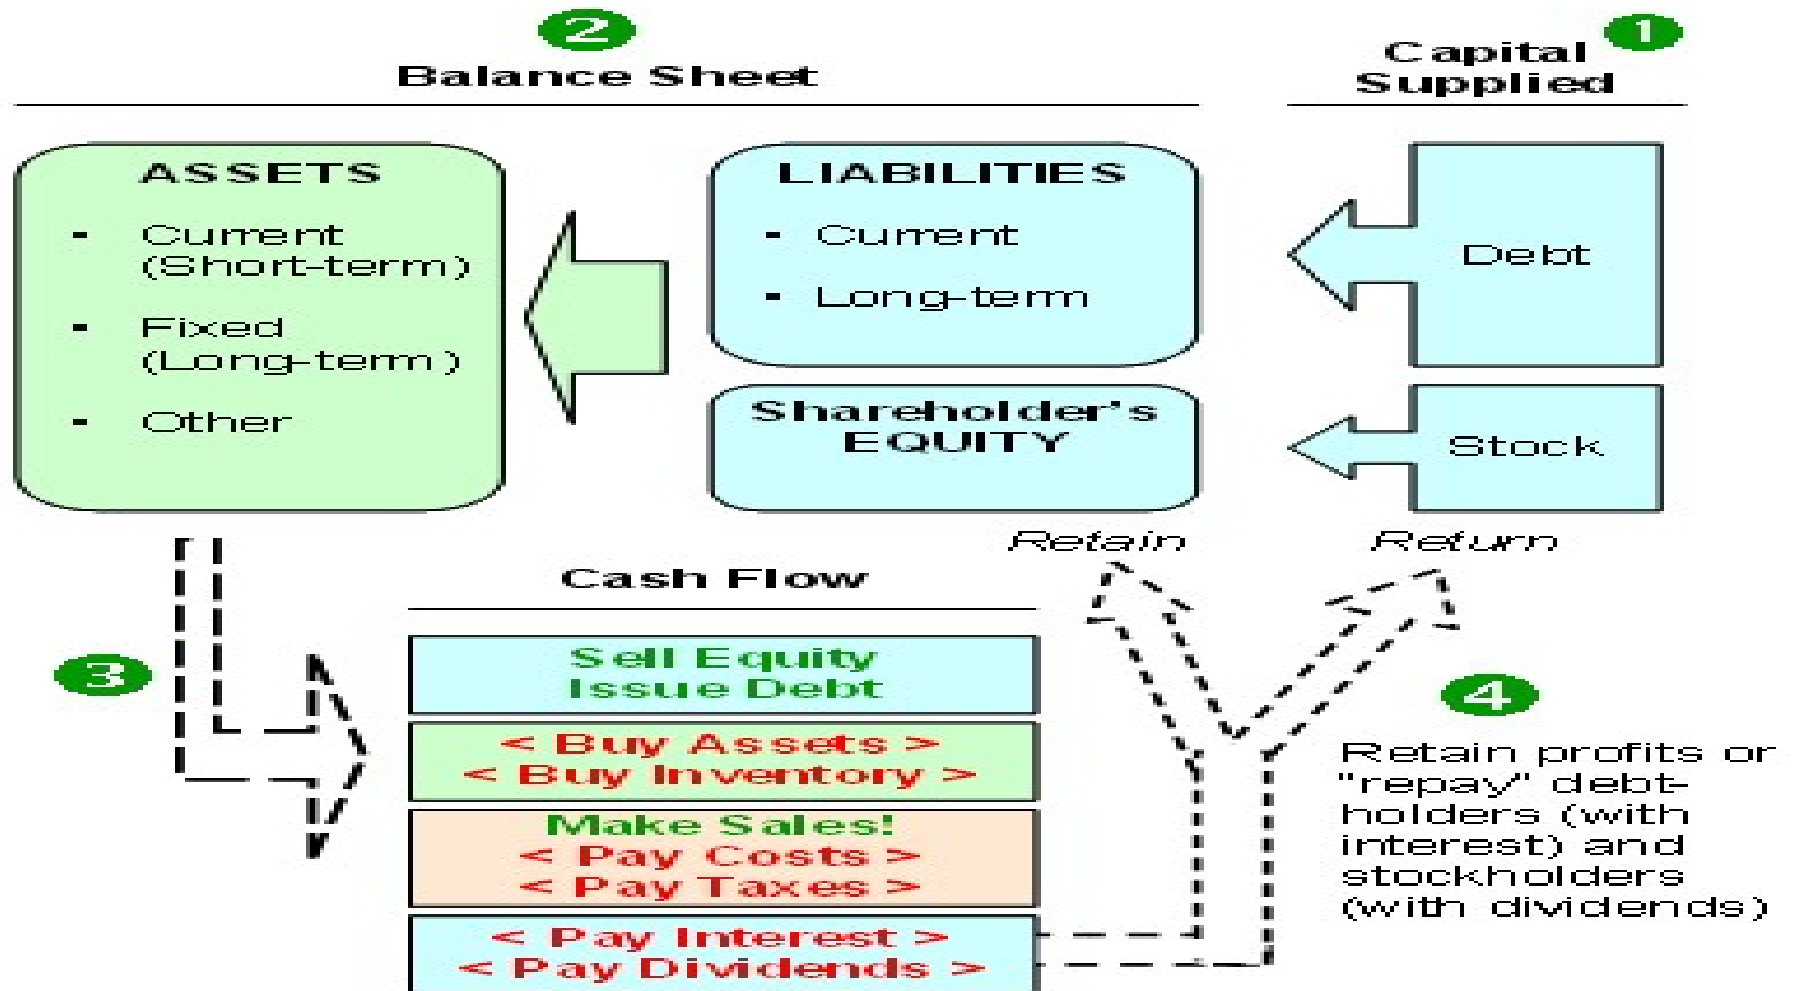 2
Balance Sheet
1
Capital
Supplied
ASSETS
- Current
(Short-term)
- Fixed
(Long-term)
- Other
LIABILITIES
- Current
- Long-term
Shareholder's
EQUITY
Debt
Stock
Retain
Return
3
Cash Flow
Sell Equity
Issue Debt
< Buy Assets >
< Buy Inventory >
Make Sales!
< Pay Costs >
< Pay Taxes >
< Pay Interest >
< Pay Dividends >
4
Retain profits or
"repay" debt-
holders (with
interest) and
stockholders
(with dividends)